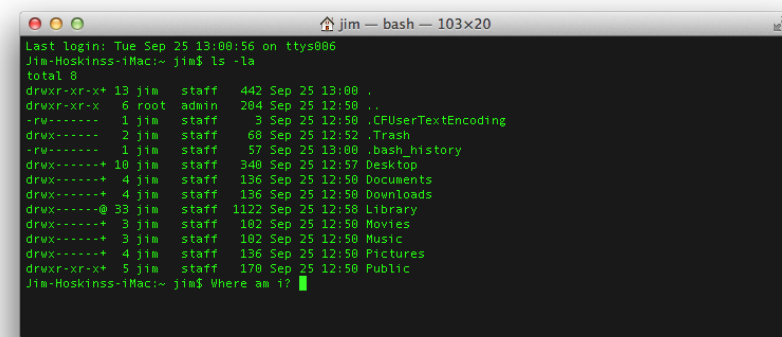 jim — bash — 103×20
Last login: Tue Sep 25 13:00:56 on ttys006
Jim-Hoskinss-iMac:~ jim$ ls -la
total 8
drwxr-xr-x+ 13 jim   staff   442 Sep 25 13:00 .
drwxr-xr-x   6 root  admin   204 Sep 25 12:50 ..
-rw-------   1 jim   staff     3 Sep 25 12:50 .CFUserTextEncoding
drwx------   2 jim   staff    68 Sep 25 12:52 .Trash
-rw-------   1 jim   staff    57 Sep 25 13:00 .bash_history
drwx------+ 10 jim   staff   340 Sep 25 12:57 Desktop
drwx------+  4 jim   staff   136 Sep 25 12:50 Documents
drwx------+  4 jim   staff   136 Sep 25 12:50 Downloads
drwx------@ 33 jim   staff  1122 Sep 25 12:58 Library
drwx------+  3 jim   staff   102 Sep 25 12:50 Movies
drwx------+  3 jim   staff   102 Sep 25 12:50 Music
drwx------+  4 jim   staff   136 Sep 25 12:50 Pictures
drwxr-xr-x+  5 jim   staff   170 Sep 25 12:50 Public
Jim-Hoskinss-iMac:~ jim$ Where am i?